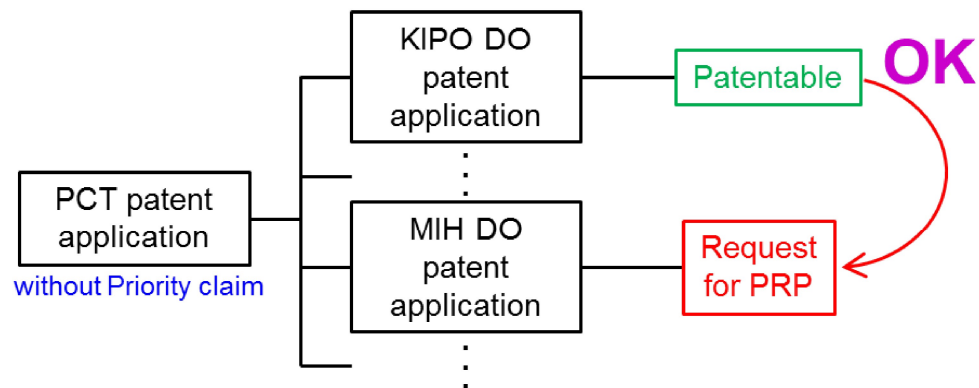 KIPO DO
patent
application
Patentable
OK
PCT patent
application
without Priority claim
MIH DO
patent
application
Request
for PRP